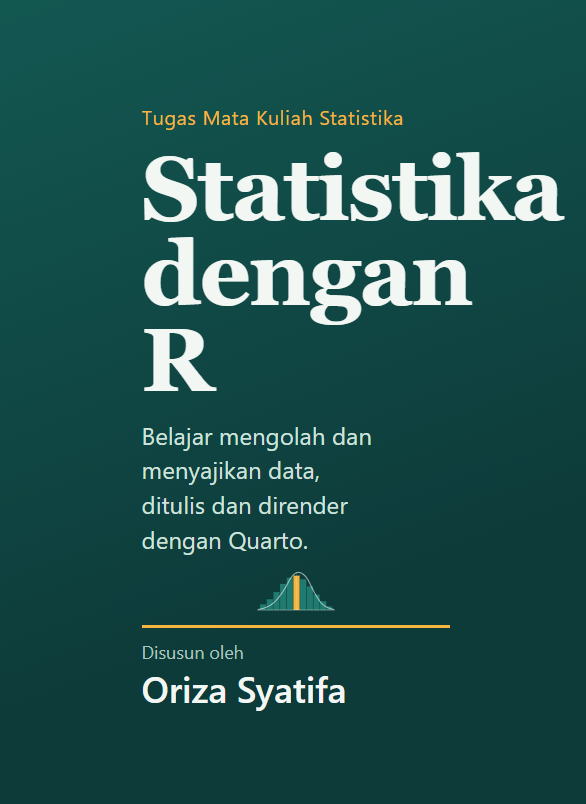 Tugas Mata Kuliah Statistika
Statistika
dengan
R
Belajar mengolah dan
menyajikan data,
ditulis dan dirender
dengan Quarto.
Disusun oleh
Oriza Syatifa